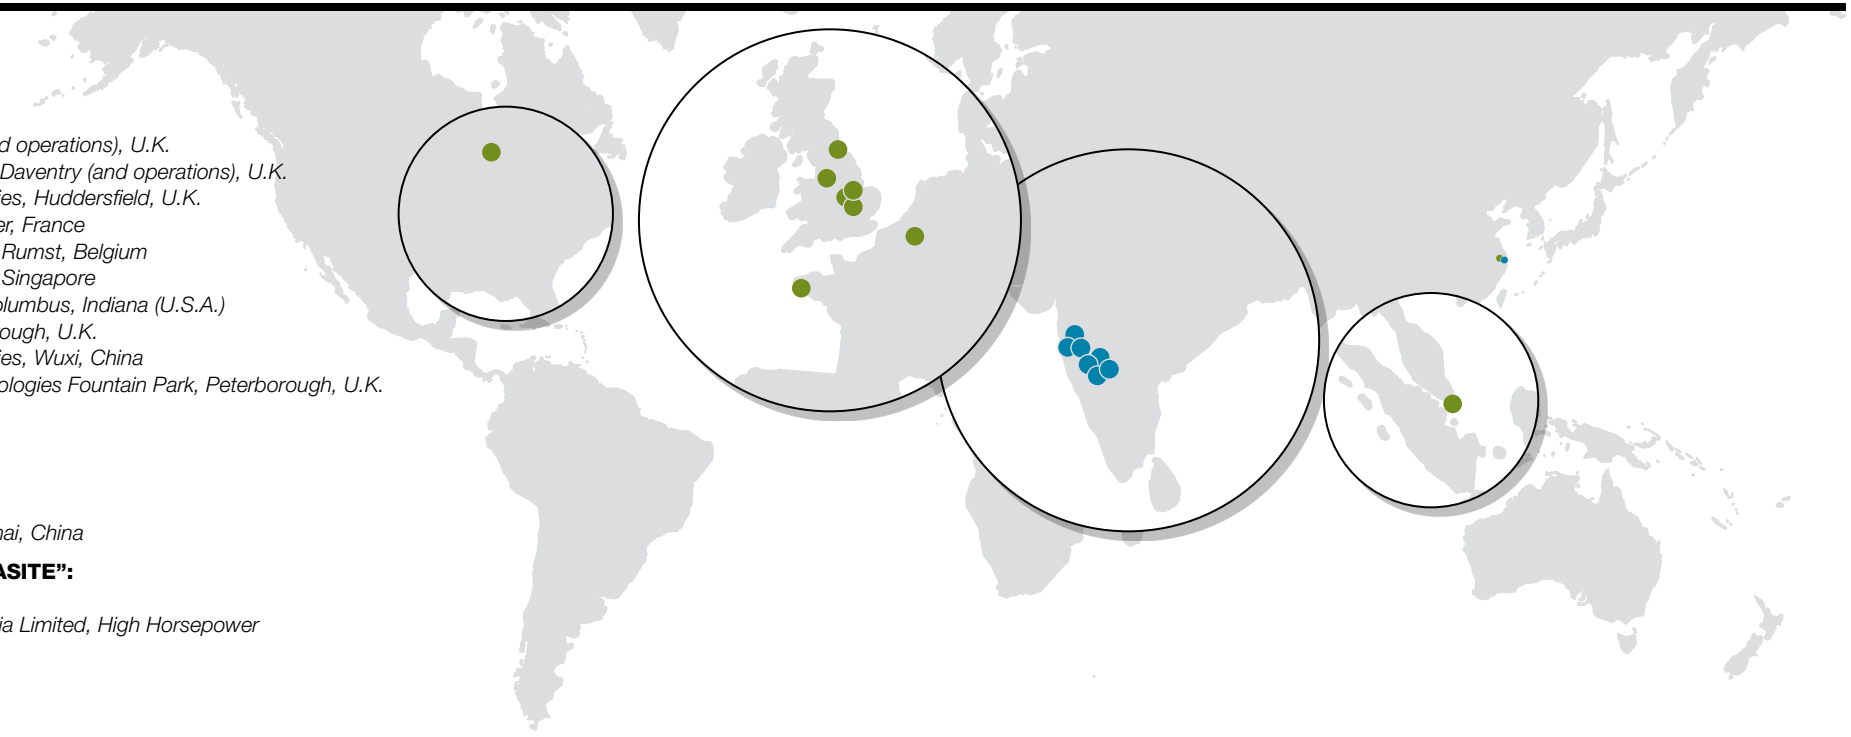 d operations), U.K.
Daventry (and operations), U.K.
ies, Huddersfield, U.K.
er, France
Rumst, Belgium
Singapore
olumbus, Indiana (U.S.A.)
ough, U.K.
ies, Wuxi, China
ologies Fountain Park, Peterborough, U.K.
nai, China
ASITE”:
ia Limited, High Horsepower